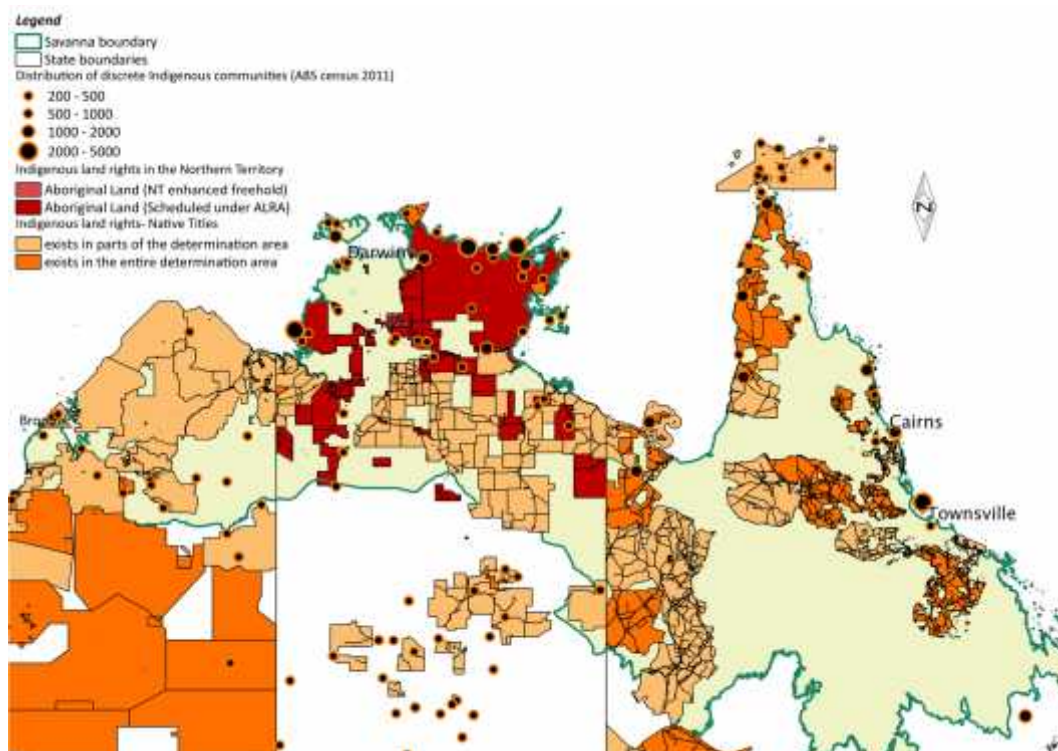 Legend
Savanna boundary
State boundaries
Distribution of discrete Indigenous communities (ABS census 2011)
200 - 500
500 - 1000
1000 - 2000
2000 - 5000
Indigenous land rights in the Northern Territory
Aboriginal Land (NT enhanced freehold)
Aboriginal Land (Scheduled under ALRA)
Indigenous land rights- Native Titles
exists in parts of the determination area
exists in the entire determination area
Darwin
N
Cairns
Townsville